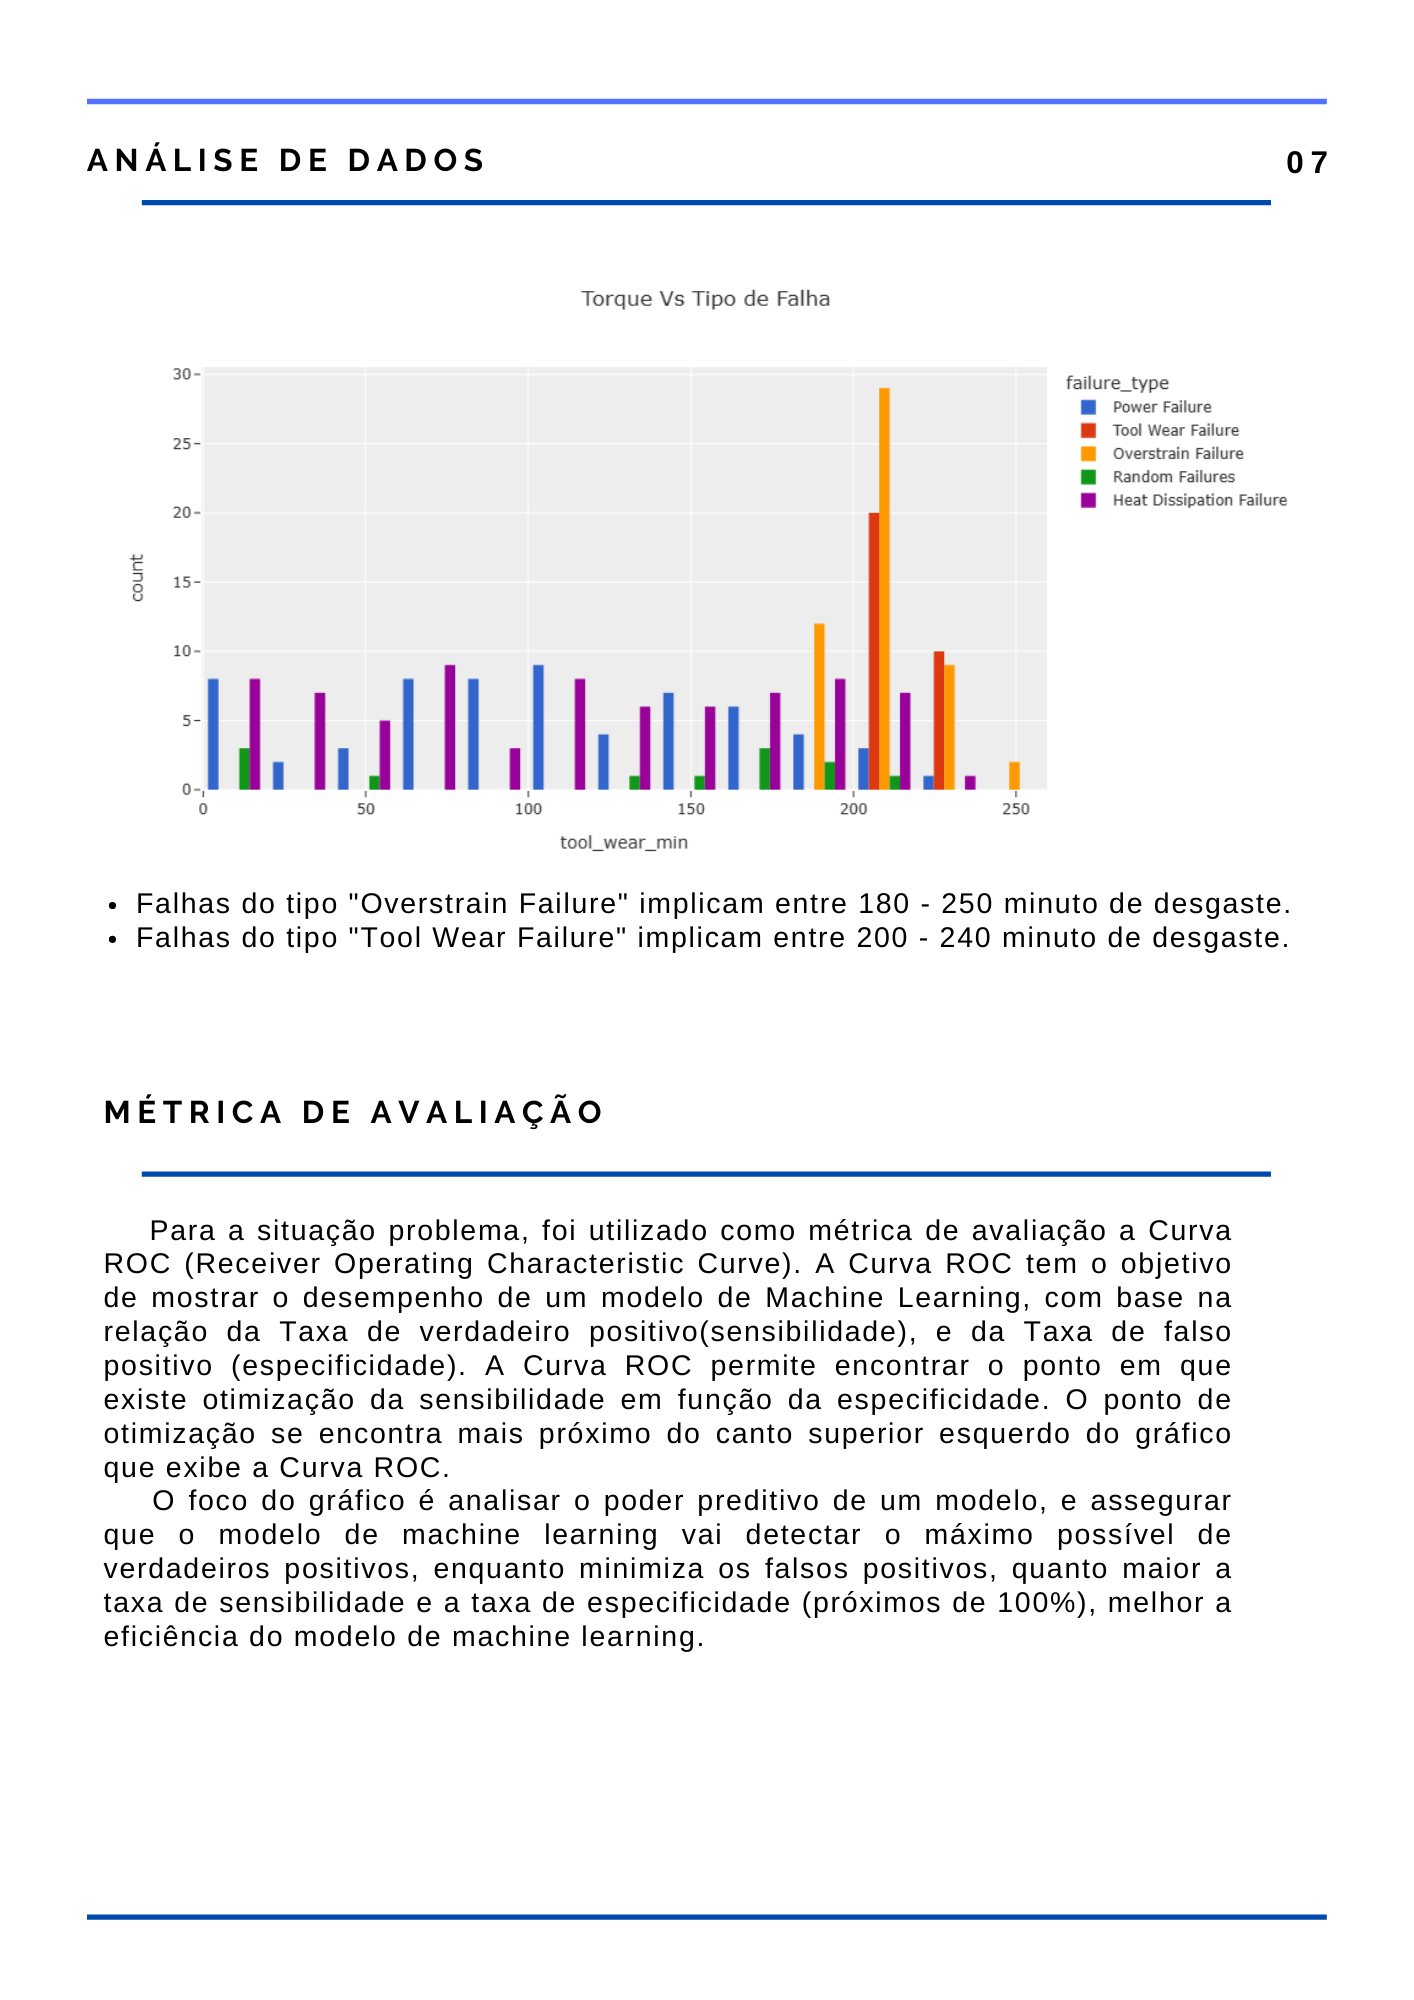 ANÁLISE DE DADOS
07
Torque Vs Tipo de Falha
30
25
20
15
10
5
0
count
0
50
100
150
200
250
tool_wear_min
failure_type
Power Failure
Tool Wear Failure
Overstrain Failure
Random Failures
Heat Dissipation Failure
• Falhas do tipo "Overstrain Failure" implicam entre 180 - 250 minuto de desgaste.
• Falhas do tipo "Tool Wear Failure" implicam entre 200 - 240 minuto de desgaste.
MÉTRICA DE AVALIAÇÃO
Para a situação problema, foi utilizado como métrica de avaliação a Curva
ROC (Receiver Operating Characteristic Curve). A Curva ROC tem o objetivo
de mostrar o desempenho de um modelo de Machine Learning, com base na
relação da Taxa de verdadeiro positivo(sensibilidade), e da Taxa de falso
positivo (especificidade). A Curva ROC permite encontrar o ponto em que
existe otimização da sensibilidade em função da especificidade. O ponto de
otimização se encontra mais próximo do canto superior esquerdo do gráfico
que exibe a Curva ROC.
O foco do gráfico é analisar o poder preditivo de um modelo, e assegurar
que o modelo de machine learning vai detectar o máximo possível de
verdadeiros positivos, enquanto minimiza os falsos positivos, quanto maior a
taxa de sensibilidade e a taxa de especificidade (próximos de 100%), melhor a
eficiência do modelo de machine learning.